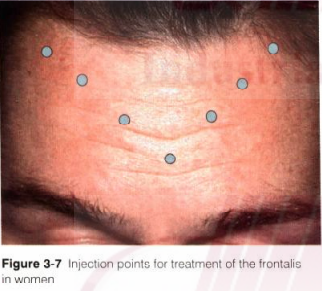 Figure 3-7 Injection points for treatment of the frontalis
in women